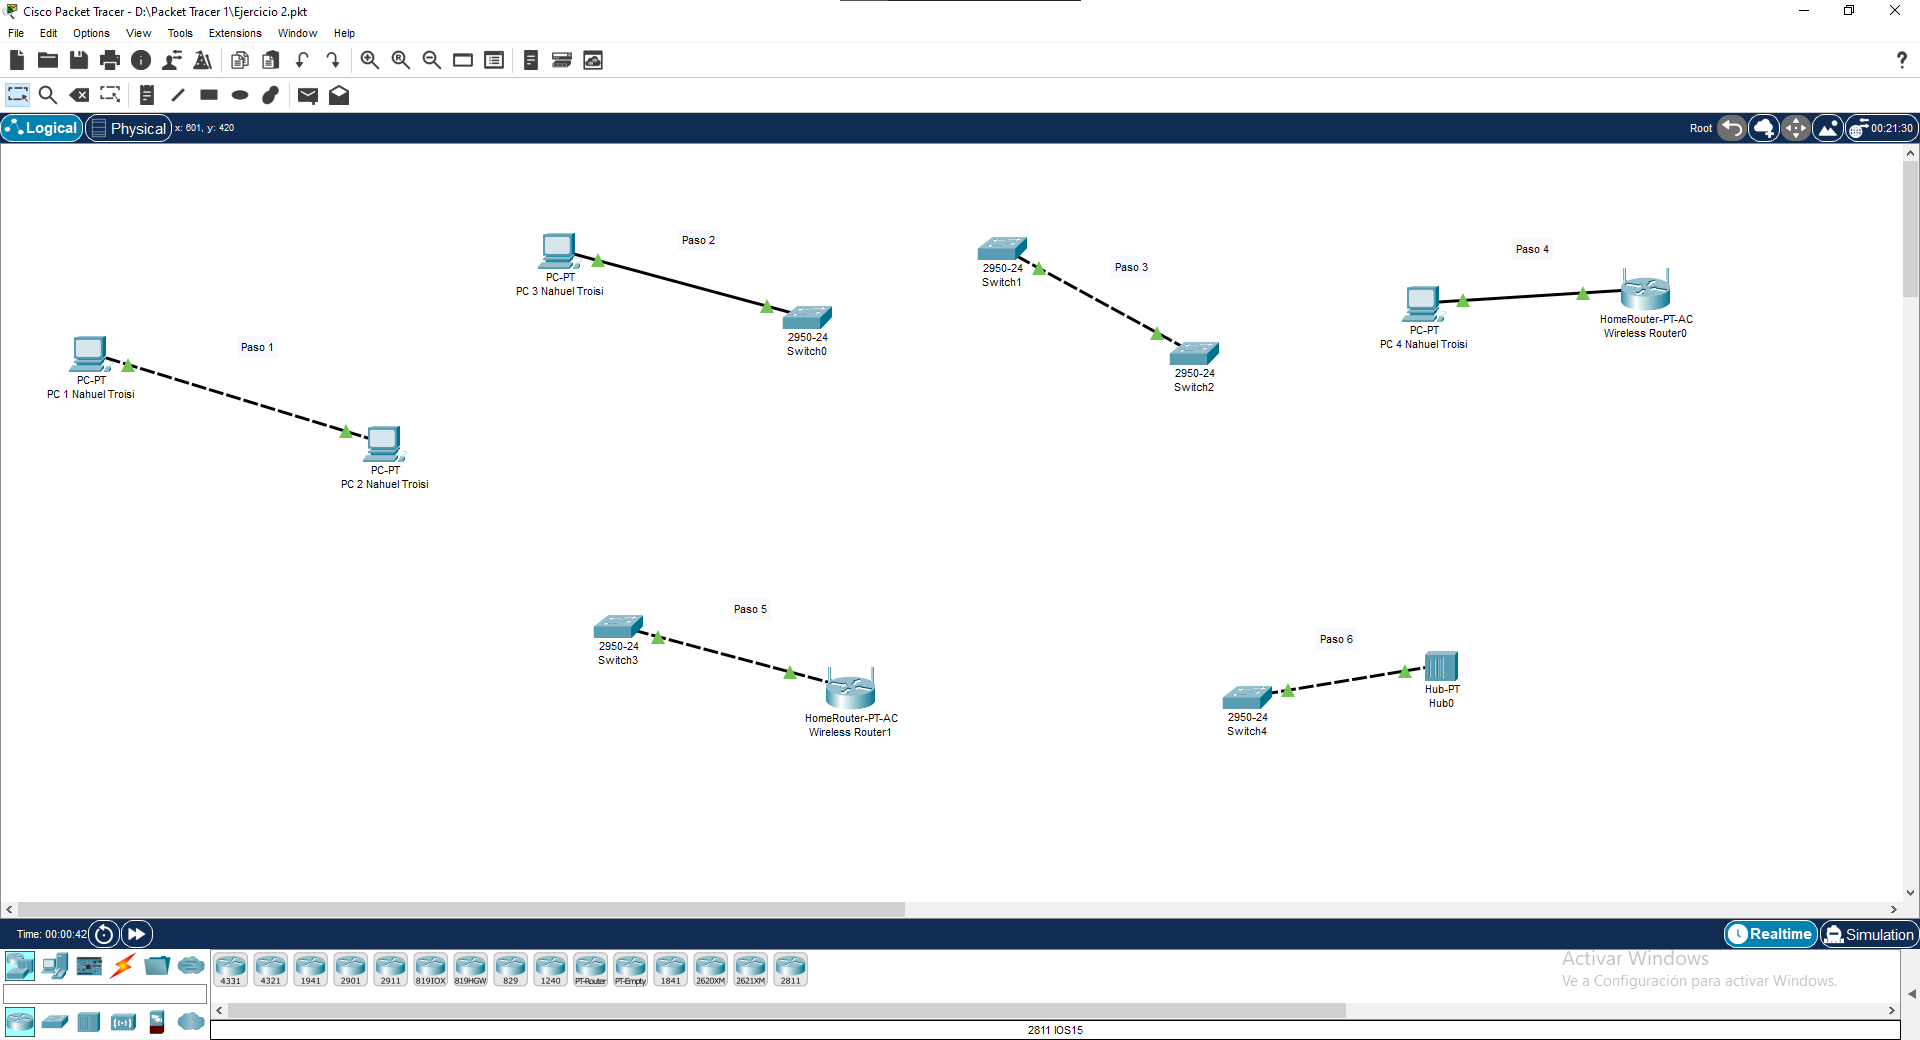 Cisco Packet Tracer - D:\Packet Tracer 1\Ejercicio 2.pkt
File Edit Options View Tools Extensions Window Help
Logical Physical x: 601, y: 420 Root 00:21:30
Paso 1
PC-PT
PC 1 Nahuel Troisi
PC-PT
PC 2 Nahuel Troisi
Paso 2
PC-PT
PC 3 Nahuel Troisi
2950-24
Switch0
Paso 3
2950-24
Switch1
2950-24
Switch2
Paso 4
PC-PT
PC 4 Nahuel Troisi
HomeRouter-PT-AC
Wireless Router0
Paso 5
2950-24
Switch3
HomeRouter-PT-AC
Wireless Router1
Paso 6
2950-24
Switch4
Hub-PT
Hub0
Time: 00:00:42 Realtime Simulation
4331 4321 1941 2901 2911 819IOX 819HGW 829 1240 PT-Router PT-Empty 1841 2620XM 2621XM 2811
Activar Windows
Ve a Configuración para activar Windows.
2811 IOS15